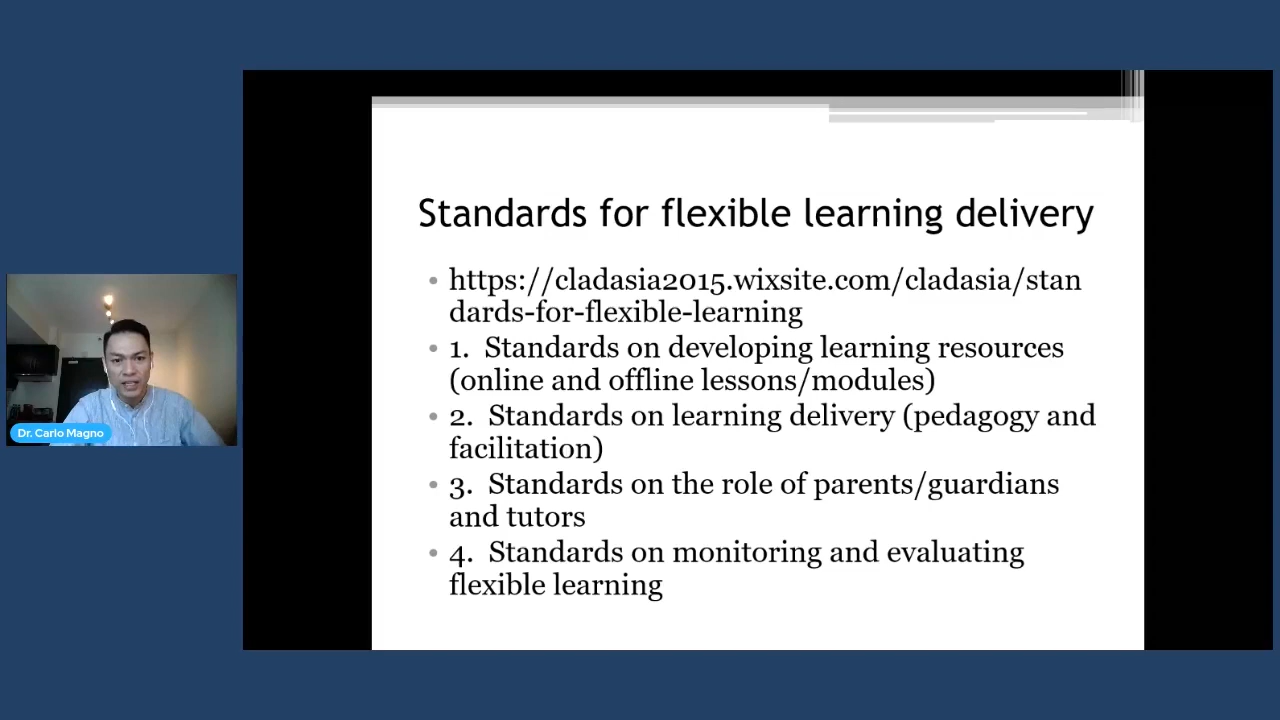 Standards for flexible learning delivery
• https://cladasia2015.wixsite.com/cladasia/stan
dards-for-flexible-learning
• 1. Standards on developing learning resources
(online and offline lessons/modules)
• 2. Standards on learning delivery (pedagogy and
facilitation)
• 3. Standards on the role of parents/guardians
and tutors
• 4. Standards on monitoring and evaluating
flexible learning
Dr. Carlo Magno